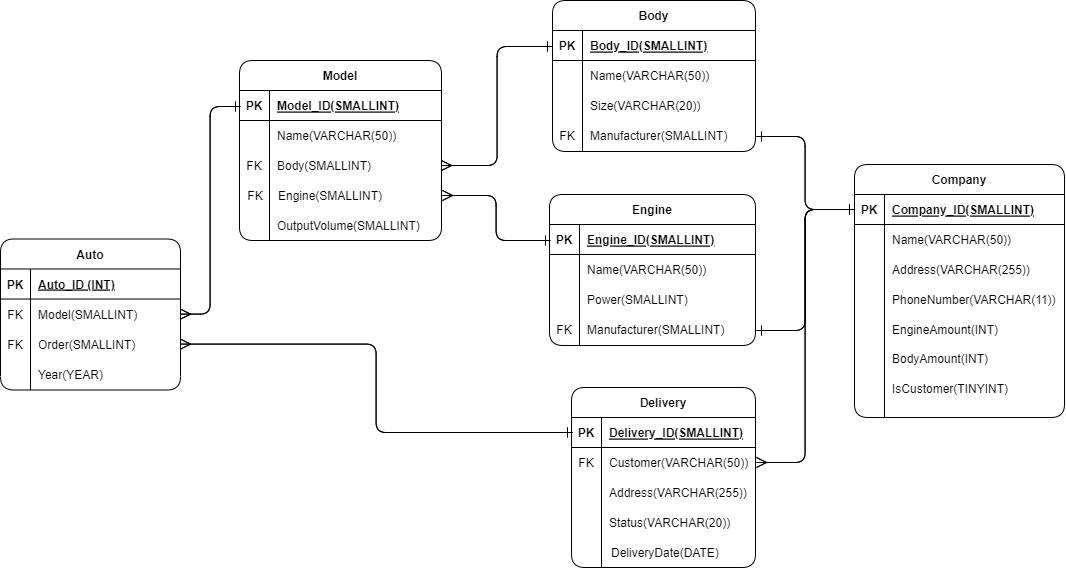 Body
PK Body_ID(SMALLINT)
Name(VARCHAR(50))
Size(VARCHAR(20))
FK Manufacturer(SMALLINT)
Model
PK Model_ID(SMALLINT)
Name(VARCHAR(50))
FK Body(SMALLINT)
FK Engine(SMALLINT)
OutputVolume(SMALLINT)
Company
PK Company_ID(SMALLINT)
Name(VARCHAR(50))
Address(VARCHAR(255))
PhoneNumber(VARCHAR(11))
EngineAmount(INT)
BodyAmount(INT)
IsCustomer(TINYINT)
Engine
PK Engine_ID(SMALLINT)
Name(VARCHAR(50))
Power(SMALLINT)
FK Manufacturer(SMALLINT)
Auto
PK Auto_ID (INT)
FK Model(SMALLINT)
FK Order(SMALLINT)
Year(YEAR)
Delivery
PK Delivery_ID(SMALLINT)
FK Customer(VARCHAR(50))
Address(VARCHAR(255))
Status(VARCHAR(20))
DeliveryDate(DATE)